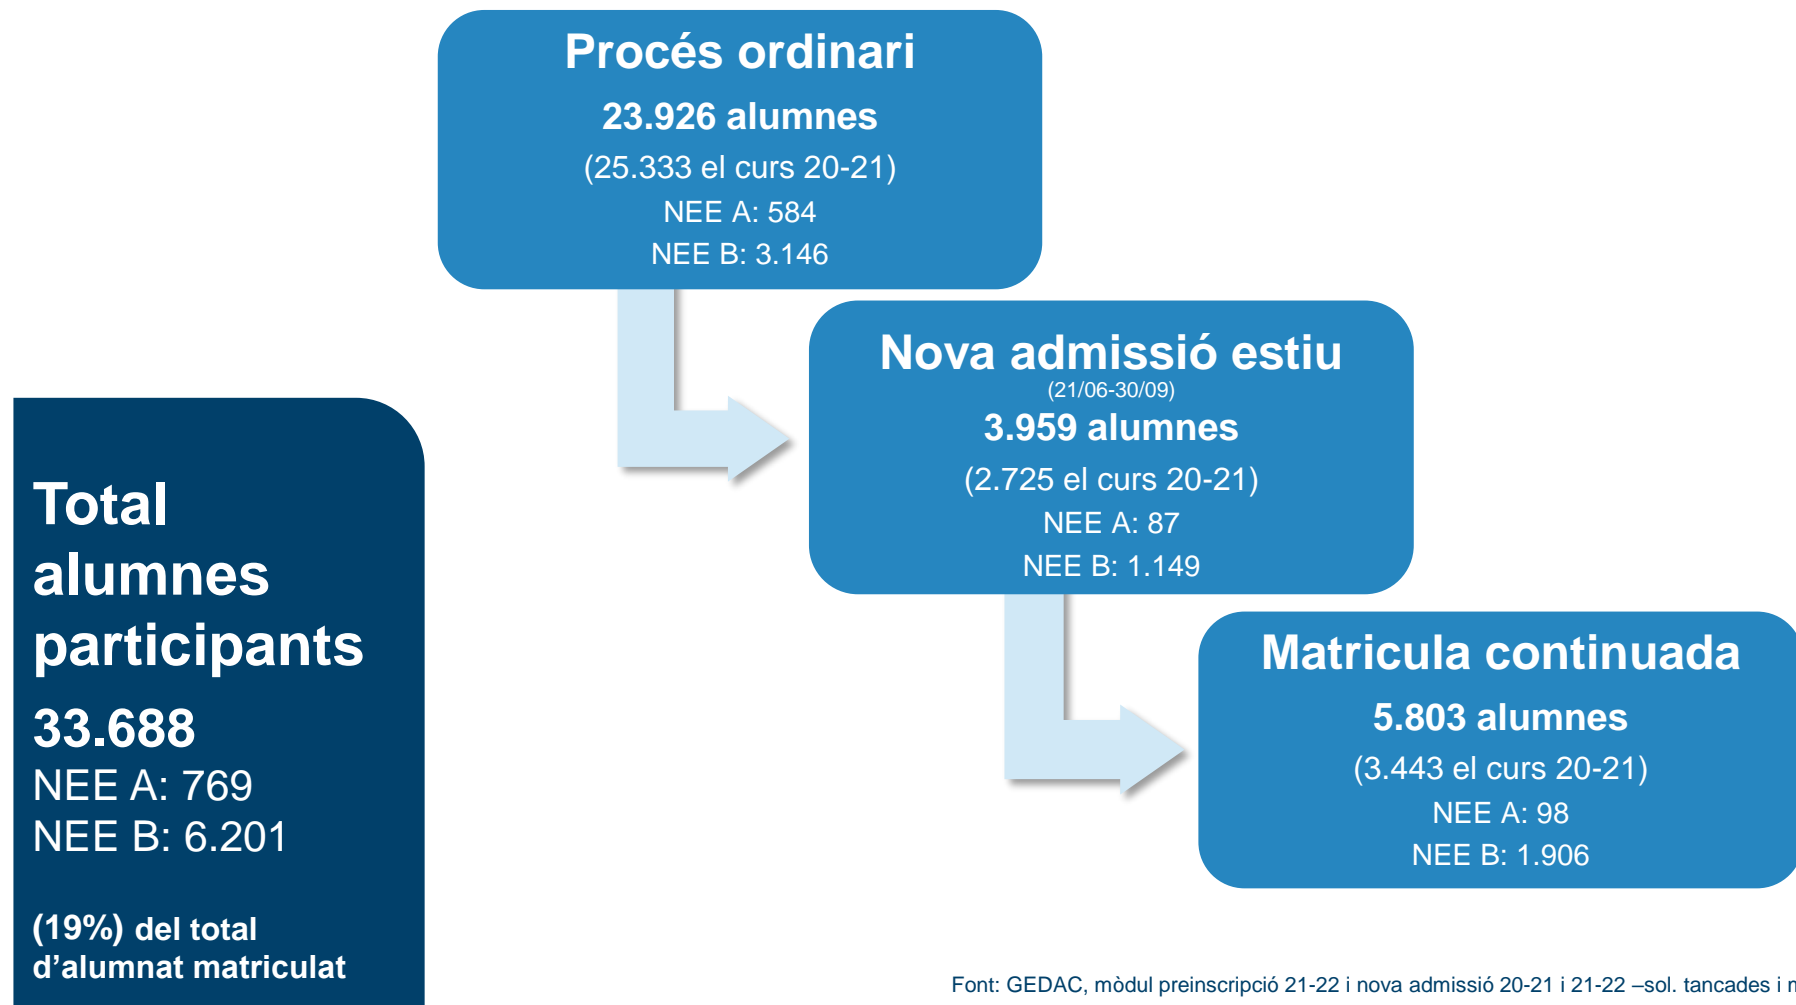 Procés ordinari
23.926 alumnes
(25.333 el curs 20-21)
NEE A: 584
NEE B: 3.146
Nova admissió estiu
(21/06-30/09)
3.959 alumnes
(2.725 el curs 20-21)
NEE A: 87
NEE B: 1.149
Matricula continuada
5.803 alumnes
(3.443 el curs 20-21)
NEE A: 98
NEE B: 1.906
Total
alumnes
participants
33.688
NEE A: 769
NEE B: 6.201
(19%) del total
d’alumnat matriculat
Font: GEDAC, mòdul preinscripció 21-22 i nova admissió 20-21 i 21-22 –sol. tancades i